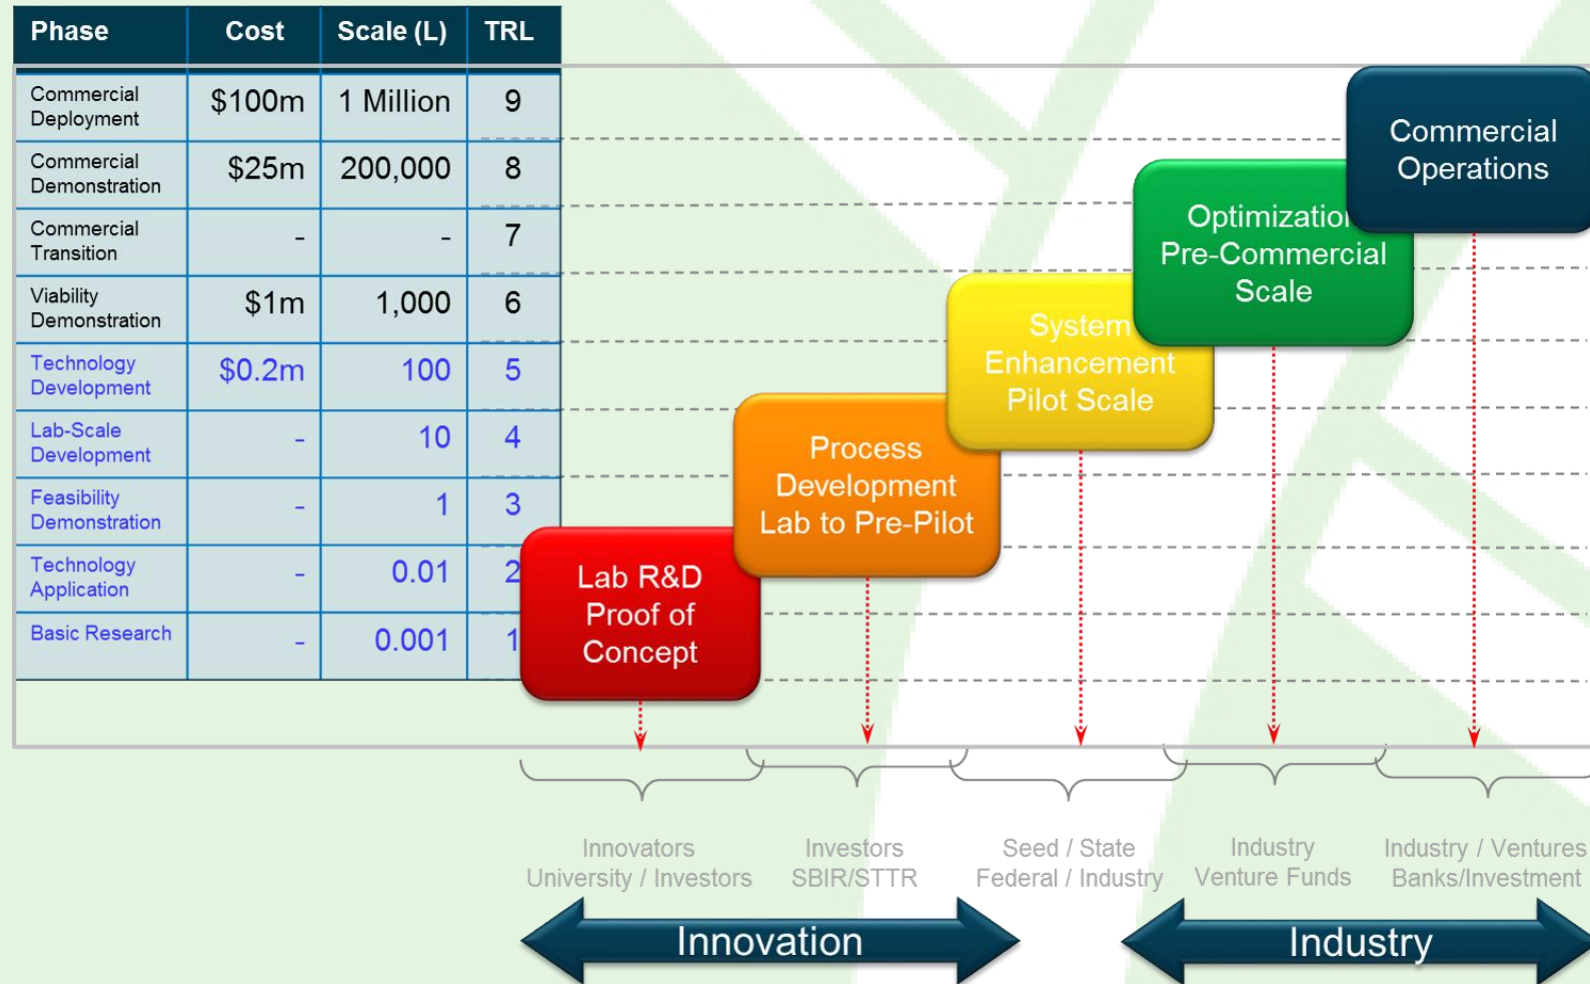 Phase Cost Scale (L) TRL
Commercial
Deployment
$100m 1 Million 9
Commercial
Demonstration
$25m 200,000 8
Commercial
Transition
- - 7
Viability
Demonstration
$1m 1,000 6
Technology
Development
$0.2m 100 5
Lab-Scale
Development
- 10 4
Feasibility
Demonstration
- 1 3
Technology
Application
- 0.01 2
Basic Research - 0.001 1
Lab R&D
Proof of
Concept
Process
Development
Lab to Pre-Pilot
System
Enhancement
Pilot Scale
Optimization
Pre-Commercial
Scale
Commercial
Operations
Innovators
University / Investors
Investors
SBIR/STTR
Seed / State
Federal / Industry
Industry
Venture Funds
Industry / Ventures
Banks/Investment
Innovation
Industry